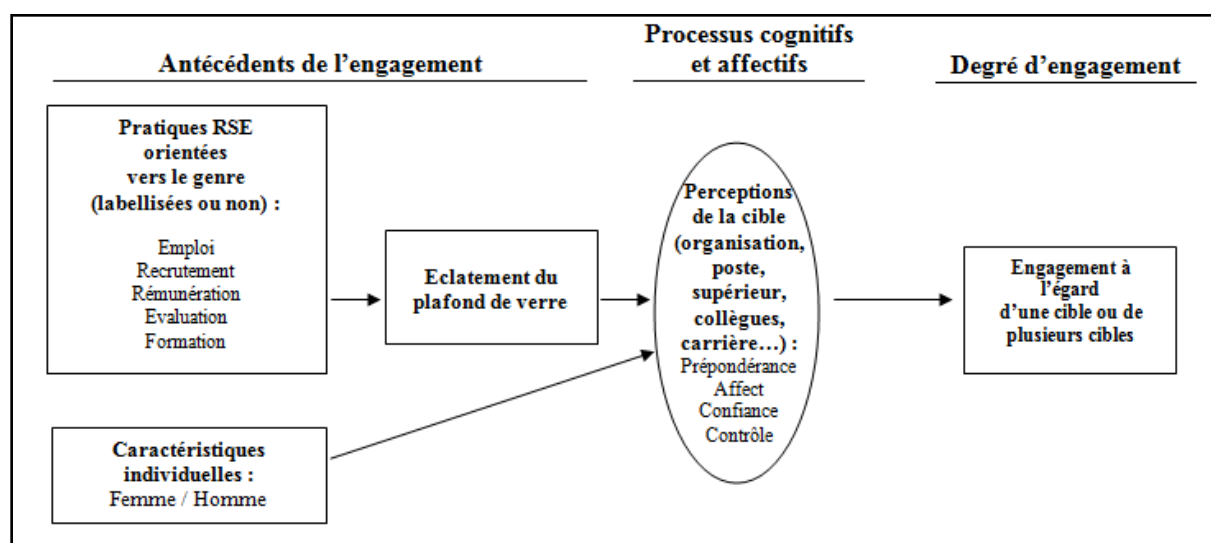 Antécédents de l'engagement
Processus cognitifs
et affectifs
Degré d'engagement
Pratiques RSE
orientées
vers le genre
(labellisées ou non) :
Emploi
Recrutement
Rémunération
Evaluation
Formation
Eclatement du
plafond de verre
Perceptions
de la cible
(organisation,
poste,
supérieur,
collègues,
carrière…) :
Prépondérance
Affect
Confiance
Contrôle
Engagement à
l'égard
d'une cible ou de
plusieurs cibles
Caractéristiques
individuelles :
Femme / Homme